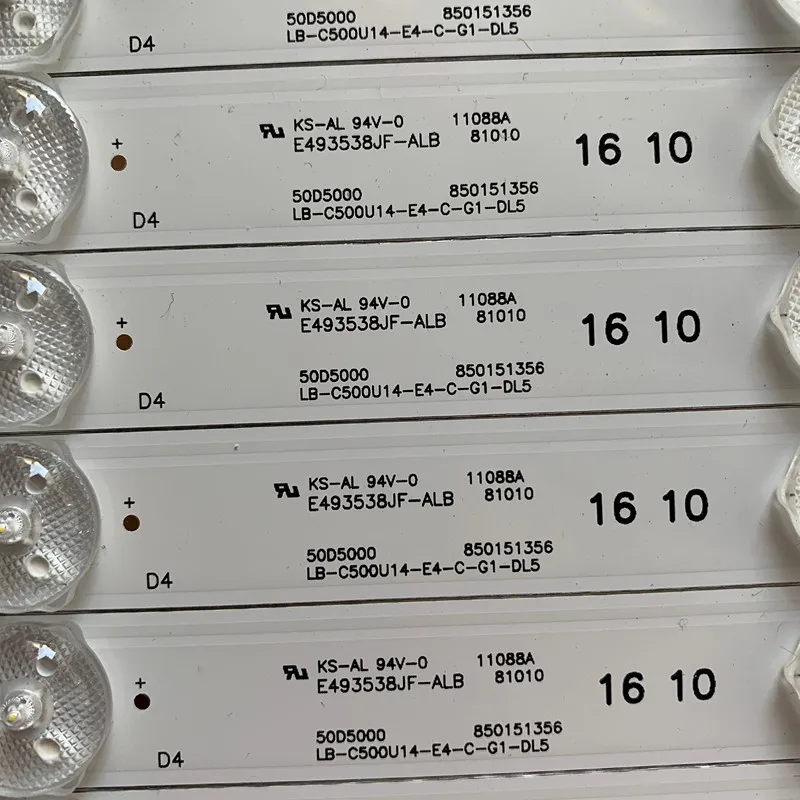 50D5000 850151356
LB-C500U14-E4-C-G1-DL5
D4
KS-AL 94V-0 11088A
E493538JF-ALB 81010
16 10
+
50D5000 850151356
LB-C500U14-E4-C-G1-DL5
D4
KS-AL 94V-0 11088A
E493538JF-ALB 81010
16 10
+
50D5000 850151356
LB-C500U14-E4-C-G1-DL5
D4
KS-AL 94V-0 11088A
E493538JF-ALB 81010
16 10
+
50D5000 850151356
LB-C500U14-E4-C-G1-DL5
D4
KS-AL 94V-0 11088A
E493538JF-ALB 81010
16 10
+
50D5000 850151356
LB-C500U14-E4-C-G1-DL5
D4